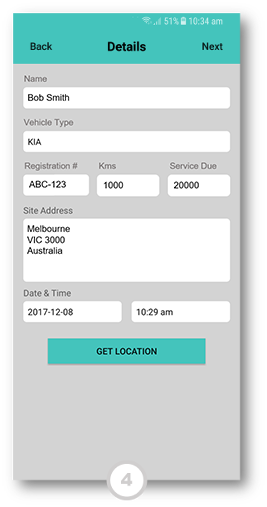 51% 10:34 am
Back Details Next
Name
Bob Smith
Vehicle Type
KIA
Registration # Kms Service Due
ABC-123 1000 20000
Site Address
Melbourne
VIC 3000
Australia
Date & Time
2017-12-08 10:29 am
GET LOCATION
4